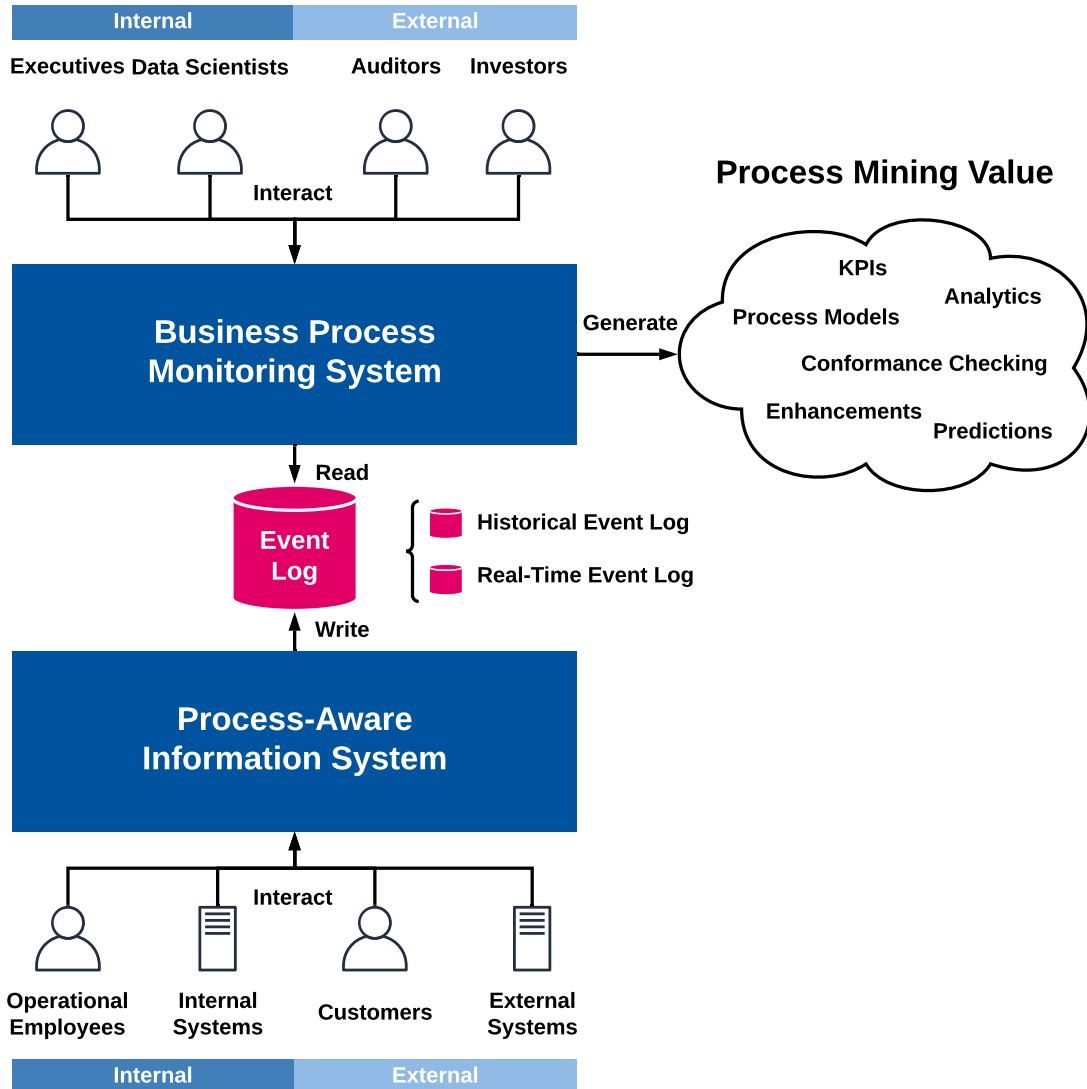 Internal
External
Executives
Data Scientists
Auditors
Investors
Interact
Process Mining Value
KPIs
Analytics
Process Models
Conformance Checking
Enhancements
Predictions
Business Process
Monitoring System
Generate
Read
Event
Log
Historical Event Log
Real-Time Event Log
Write
Process-Aware
Information System
Interact
Operational
Employees
Internal
Systems
Customers
External
Systems
Internal
External